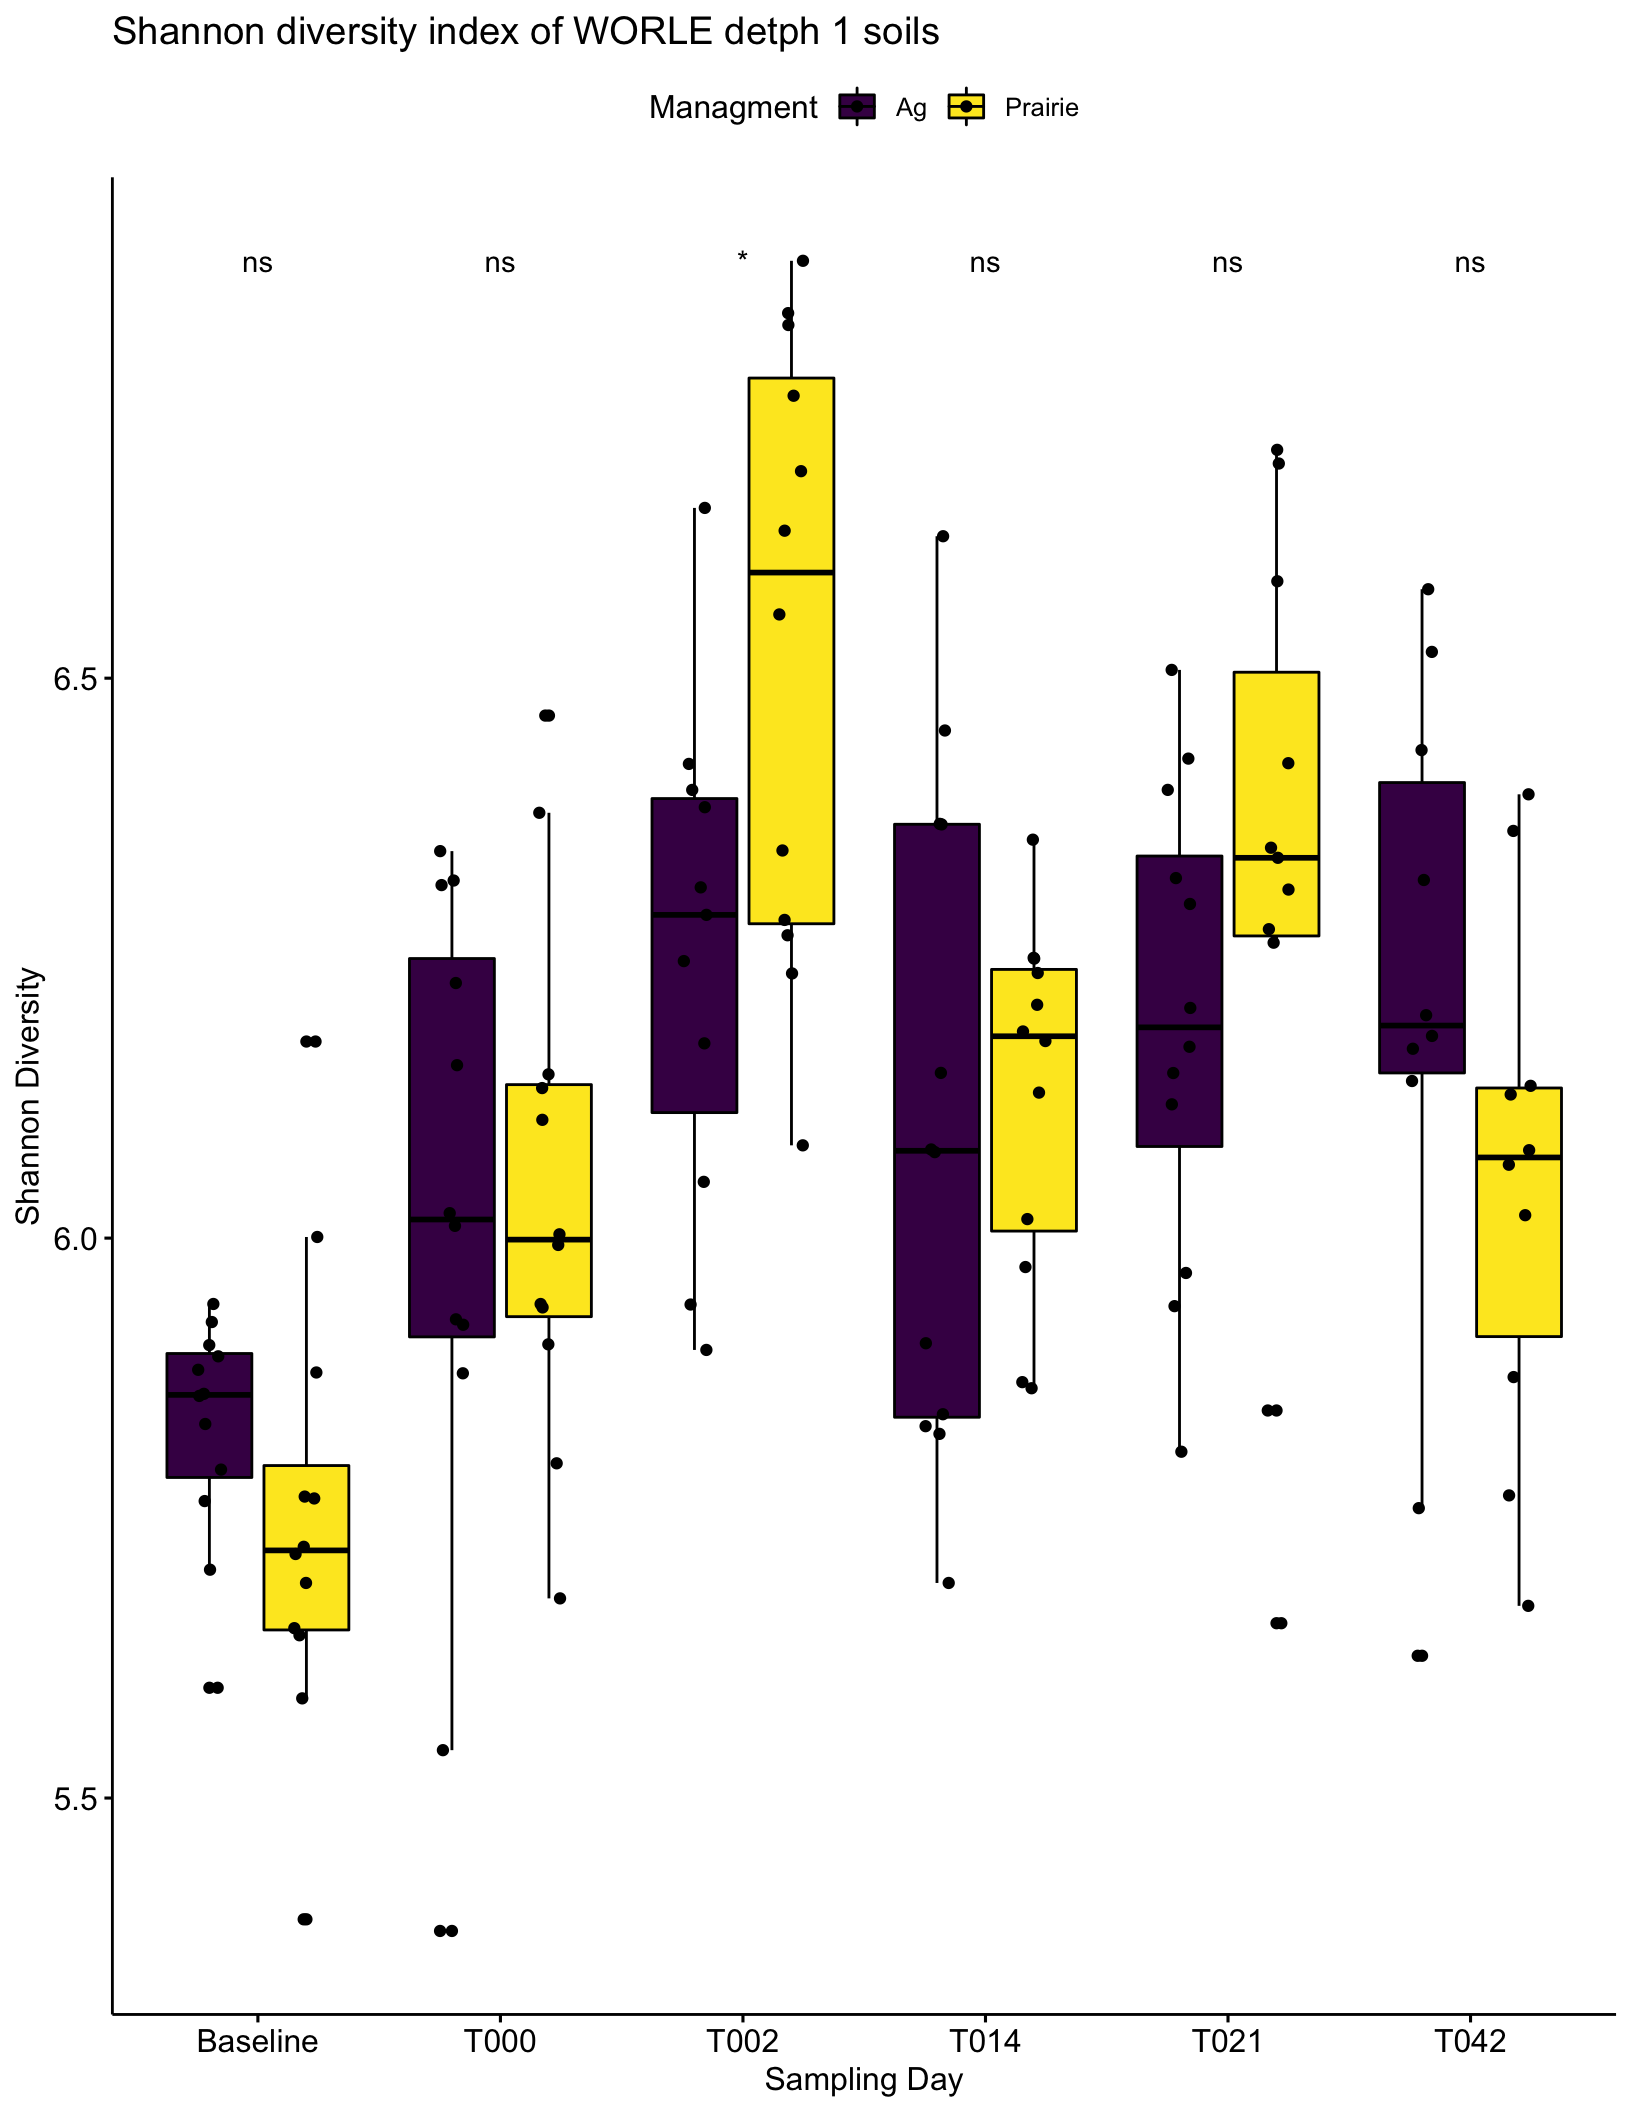 Shannon diversity index of WORLE detph 1 soils
Managment Ag Prairie
ns ns * ns ns ns
6.5
6.0
5.5
Shannon Diversity
Baseline T000 T002 T014 T021 T042
Sampling Day